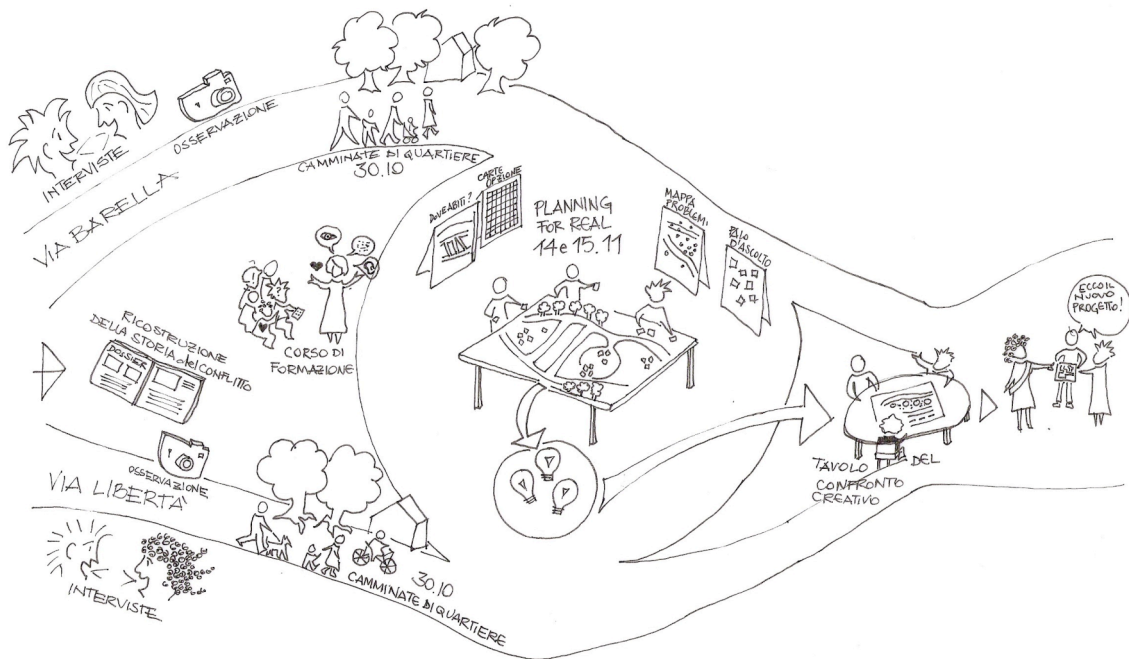 INTERVISTE
OSSERVAZIONE
VIA BARELLA
CAMMINATE DI QUARTIERE
30.10
DOVE ABITI?
CARTE
OPZIONE
PLANNING
FOR REAL
14 e 15.11
MAPPA
PROBLEMI
D'ASCOLTO
RICOSTRUZIONE
DELLA STORIA del CONFLITTO
DOSSIER
CORSO DI
FORMAZIONE
OSSERVAZIONE
VIA LIBERTÀ
INTERVISTE
30.10
CAMMINATE DI QUARTIERE
TAVOLO DEL
CONFRONTO
CREATIVO
ECCO IL
NUOVO
PROGETTO!